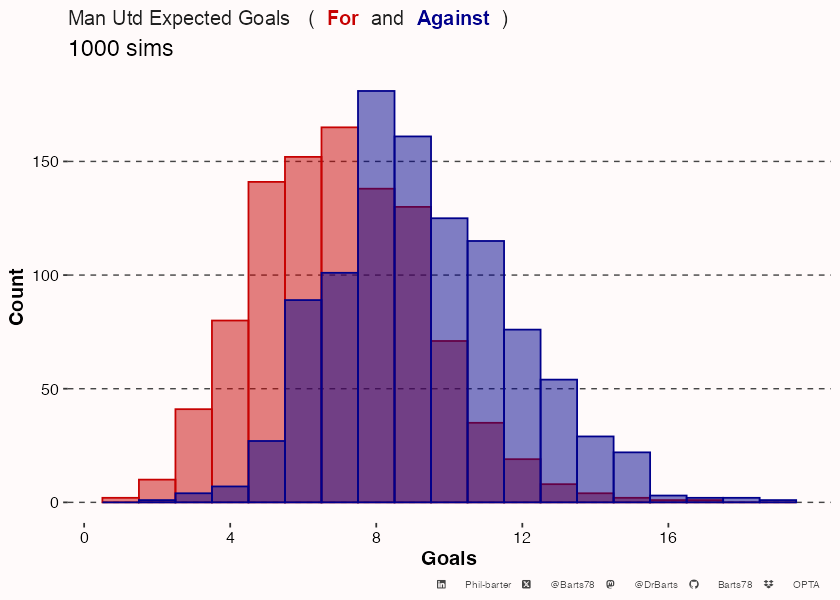 Man Utd Expected Goals ( For and Against )
1000 sims
150
100
50
0
Count
0 4 8 12 16
Goals
Phil-barter @Barts78 @DrBarts Barts78 OPTA